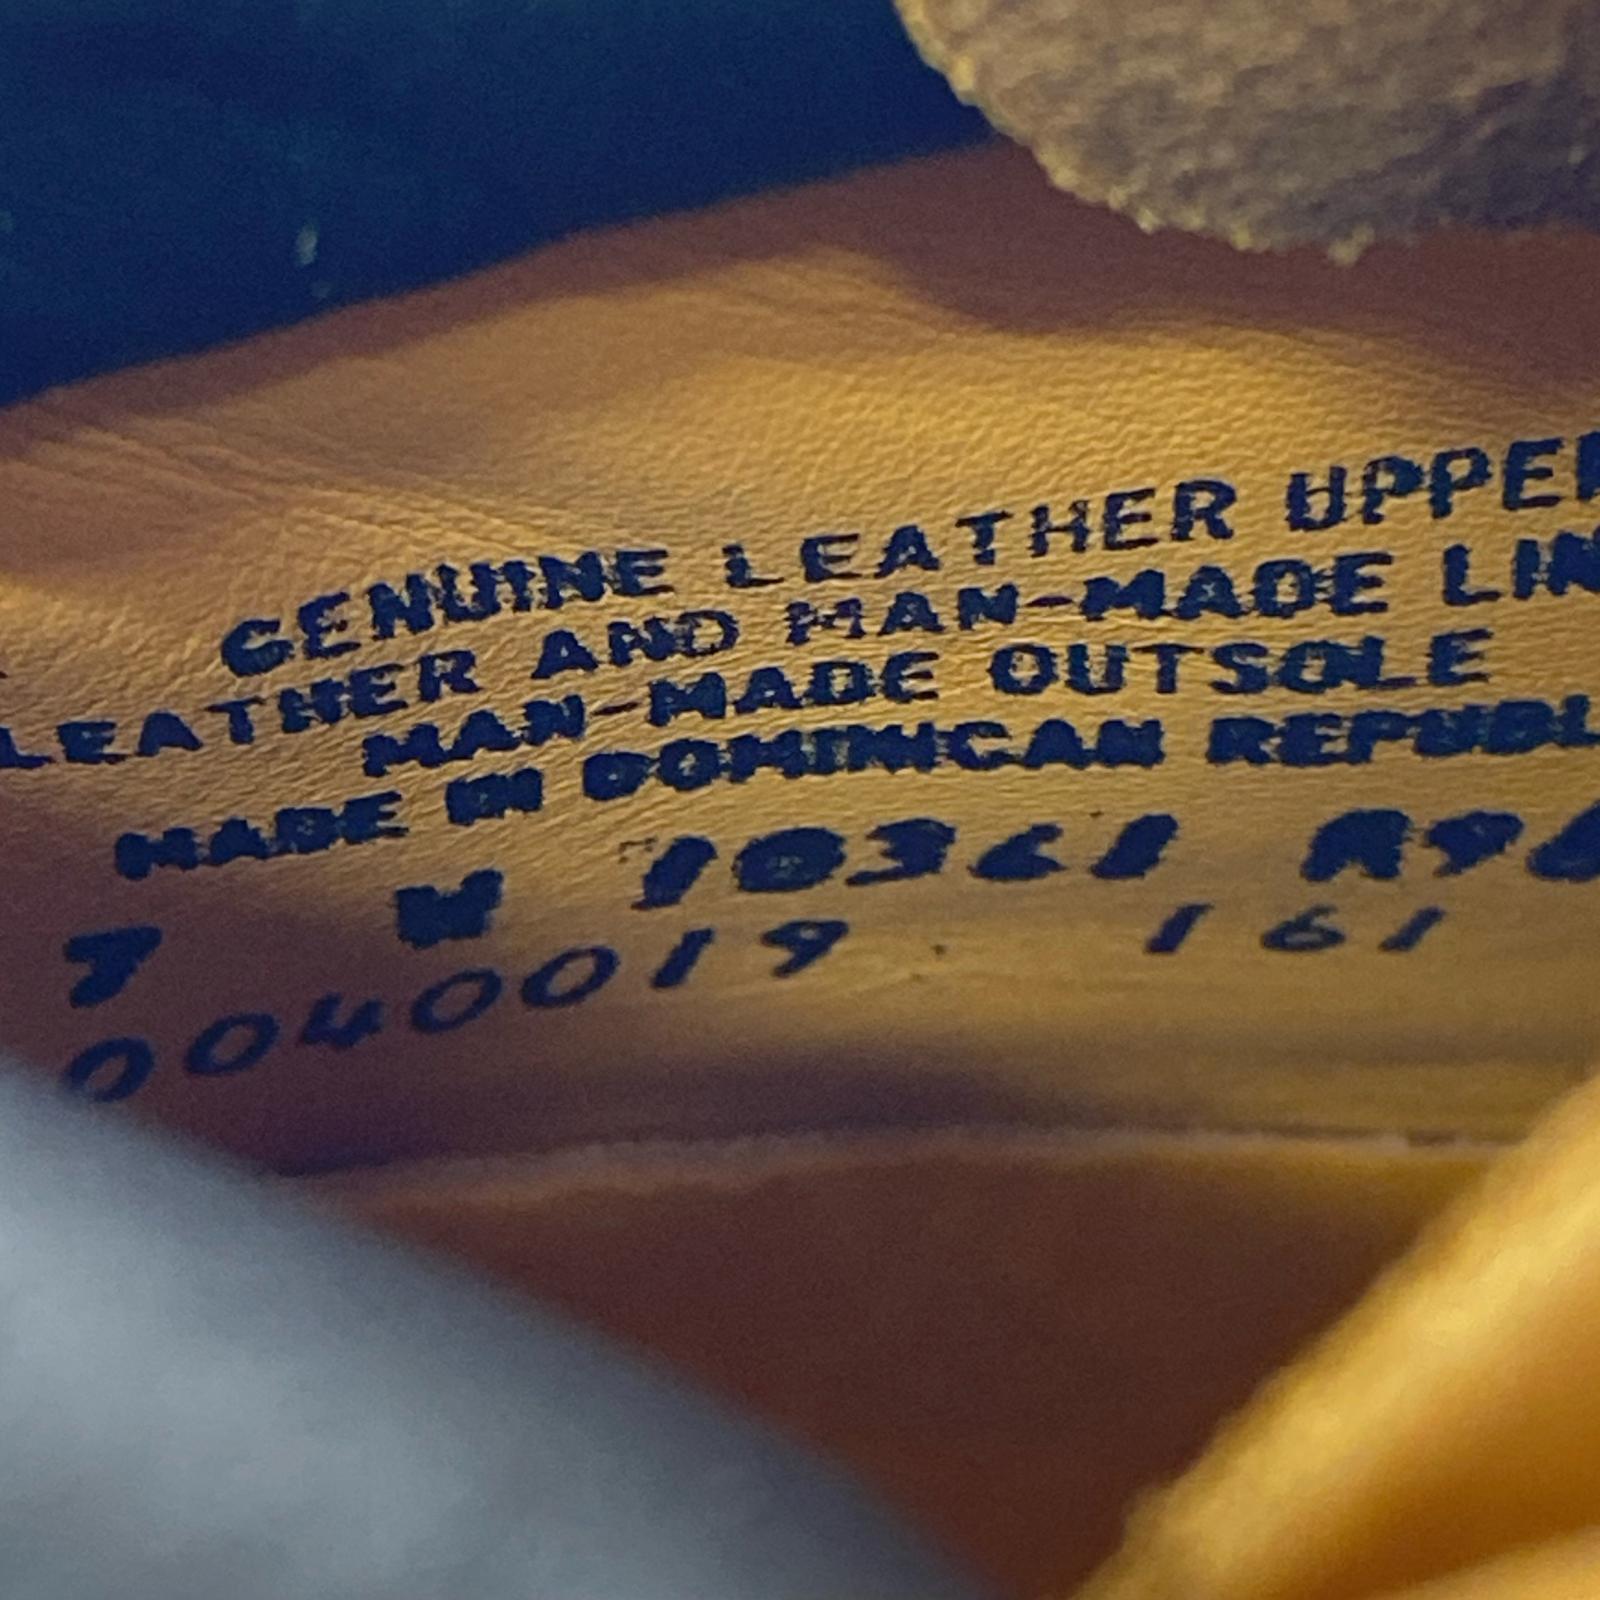 GENUINE LEATHER UPPER
LEATHER AND MAN-MADE LIN
MAN-MADE OUTSOLE
MADE IN DOMINICAN REPUBL
7 M 10361 A96
0040019 161